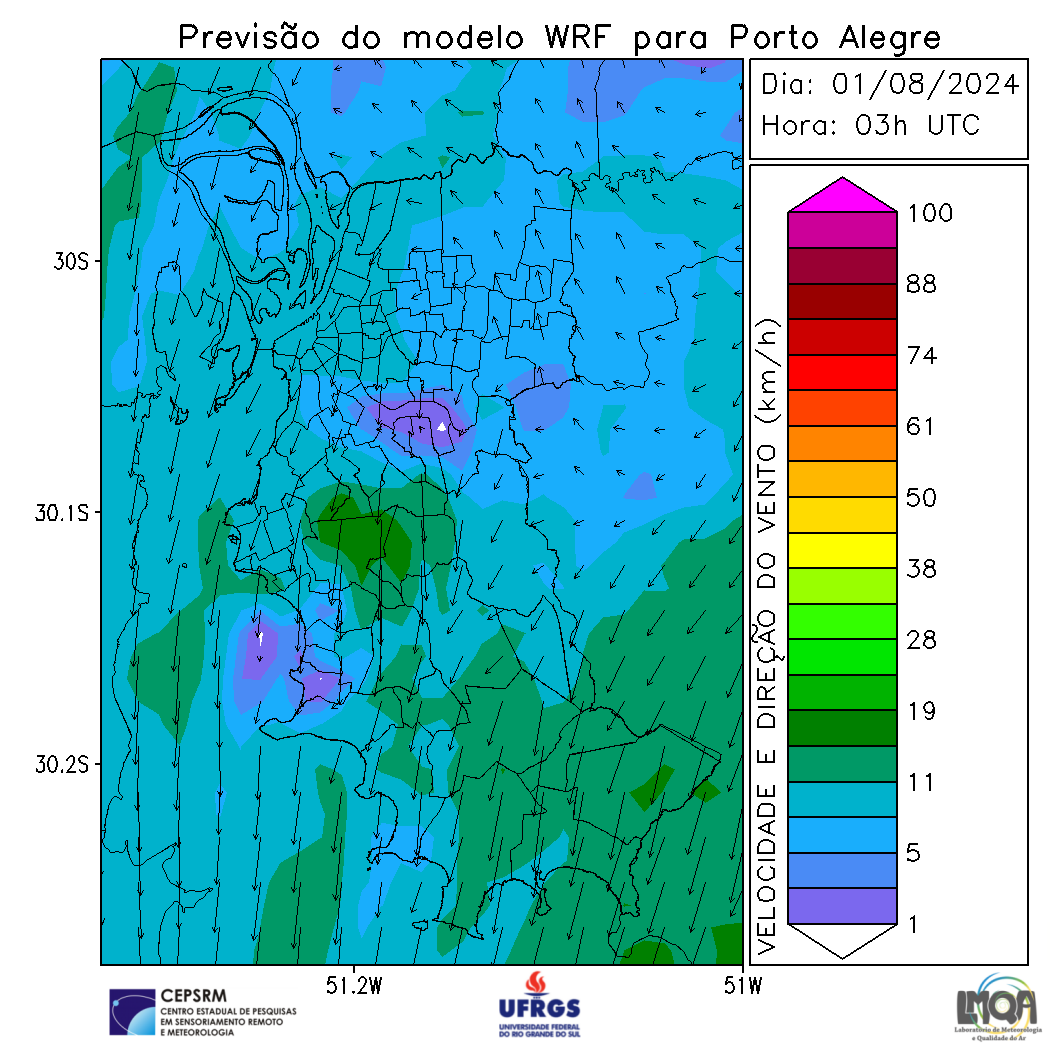 Previsão do modelo WRF para Porto Alegre
Dia: 01/08/2024
Hora: 03h UTC
30S
30.1S
30.2S
51.2W
51W
VELOCIDADE E DIREÇÃO DO VENTO (km/h)
100
88
74
61
50
38
28
19
11
5
1
CEPSRM
CENTRO ESTADUAL DE PESQUISAS
EM SENSORIAMENTO REMOTO
E METEOROLOGIA
UFRGS
UNIVERSIDADE FEDERAL
DO RIO GRANDE DO SUL
LMQA
Laboratório de Meteorologia
e Qualidade do Ar